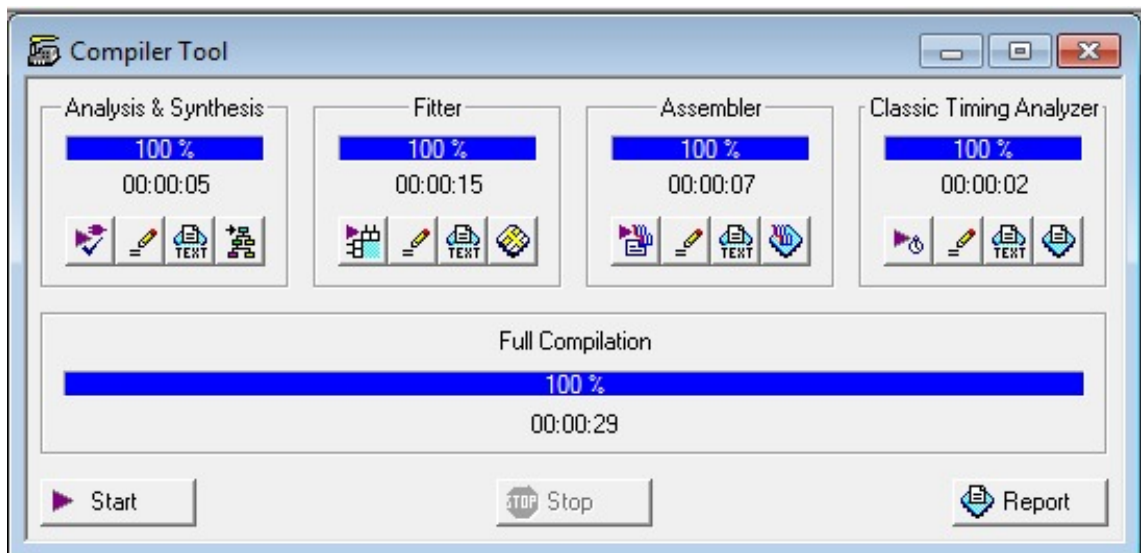 Compiler Tool
Analysis & Synthesis
100 %
00:00:05
TEXT
Fitter
100 %
00:00:15
TEXT
Assembler
100 %
00:00:07
TEXT
Classic Timing Analyzer
100 %
00:00:02
TEXT
Full Compilation
100 %
00:00:29
Start
STOP Stop
Report